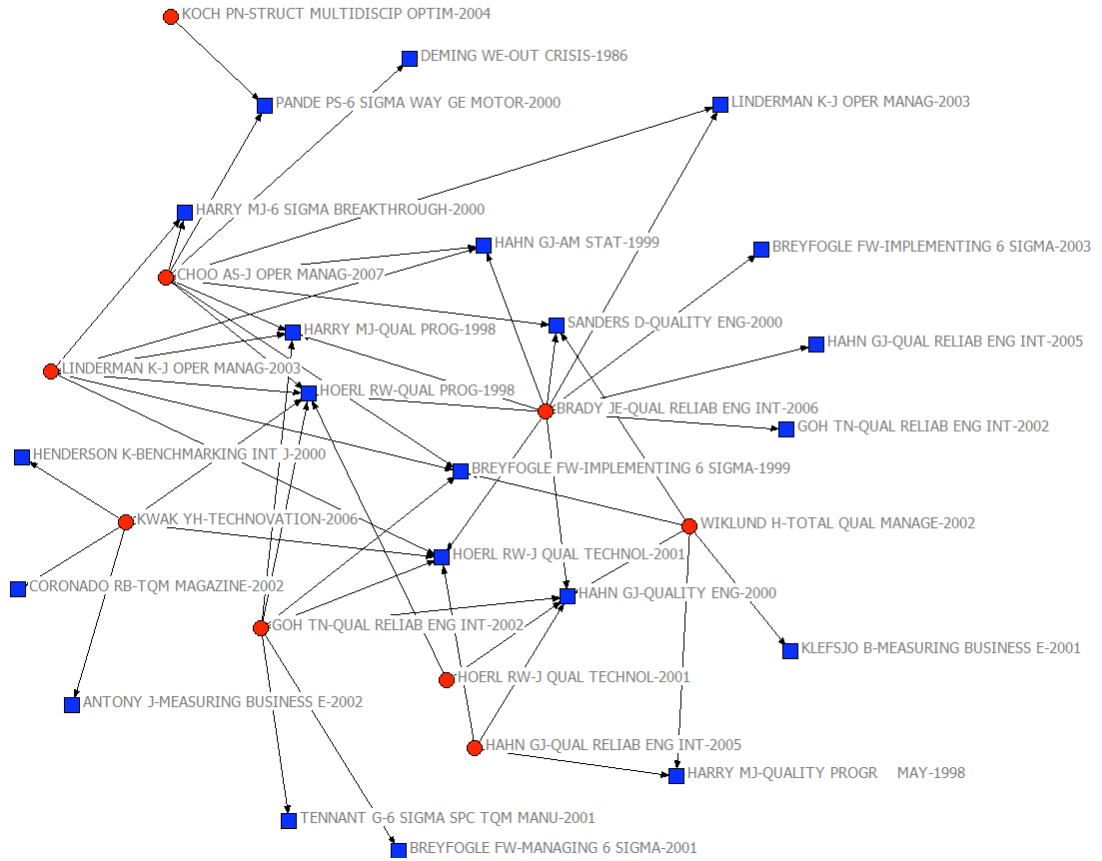 KOCH PN-STRUCT MULTIDISCIP OPTIM-2004
DEMING WE-OUT CRISIS-1986
PANDE PS-6 SIGMA WAY GE MOTOR-2000
LINDERMAN K-J OPER MANAG-2003
HARRY MJ-6 SIGMA BREAKTHROUGH-2000
HAHN GJ-AM STAT-1999
BREYFOGLE FW-IMPLEMENTING 6 SIGMA-2003
CHOO AS-J OPER MANAG-2007
SANDERS D-QUALITY ENG-2000
HARRY MJ-QUAL PROG-1998
HAHN GJ-QUAL RELIAB ENG INT-2005
LINDERMAN K-J OPER MANAG-2003
HOERL RW-QUAL PROG-1998
BRADY JE-QUAL RELIAB ENG INT-2006
GOH TN-QUAL RELIAB ENG INT-2002
HENDERSON K-BENCHMARKING INT J-2000
BREYFOGLE FW-IMPLEMENTING 6 SIGMA-1999
KWAK YH-TECHNOVATION-2006
WIKLUND H-TOTAL QUAL MANAGE-2002
HOERL RW-J QUAL TECHNOL-2001
CORONADO RB-TQM MAGAZINE-2002
HAHN GJ-QUALITY ENG-2000
GOH TN-QUAL RELIAB ENG INT-2002
KLEFSJO B-MEASURING BUSINESS E-2001
HOERL RW-J QUAL TECHNOL-2001
ANTONY J-MEASURING BUSINESS E-2002
HAHN GJ-QUAL RELIAB ENG INT-2005
HARRY MJ-QUALITY PROGR MAY-1998
TENNANT G-6 SIGMA SPC TQM MANU-2001
BREYFOGLE FW-MANAGING 6 SIGMA-2001